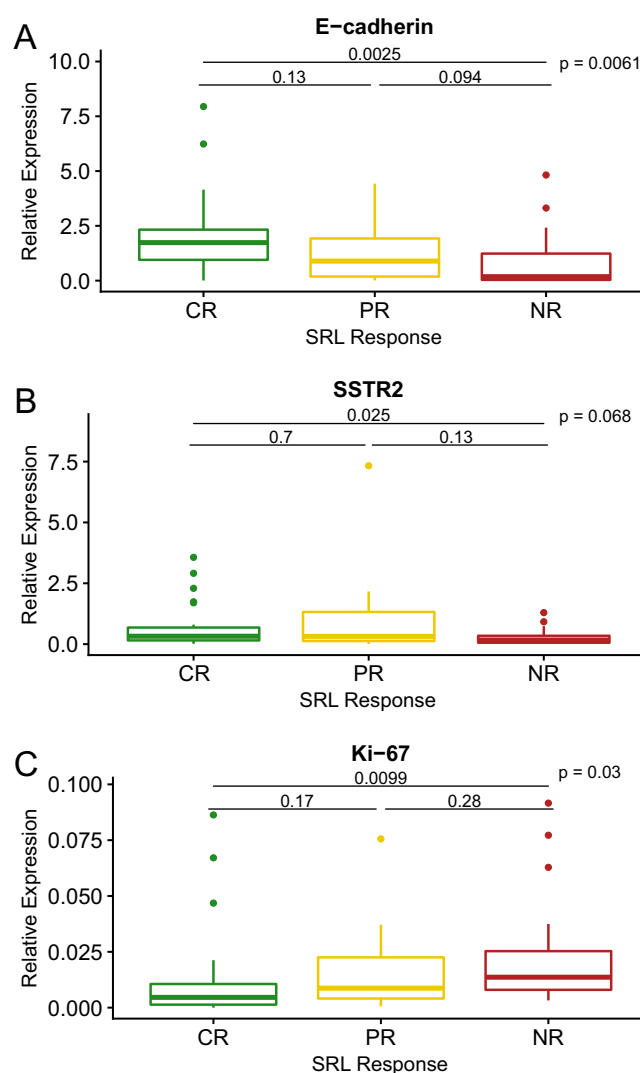 A
E-cadherin
10.0
0.0025
p = 0.0061
0.13
0.094
7.5
5.0
2.5
0.0
Relative Expression
CR
PR
NR
SRL Response
B
SSTR2
0.025
p = 0.068
0.7
0.13
7.5
5.0
2.5
0.0
Relative Expression
CR
PR
NR
SRL Response
C
Ki−67
0.100
0.0099
p = 0.03
0.17
0.28
0.075
0.050
0.025
0.000
Relative Expression
CR
PR
NR
SRL Response